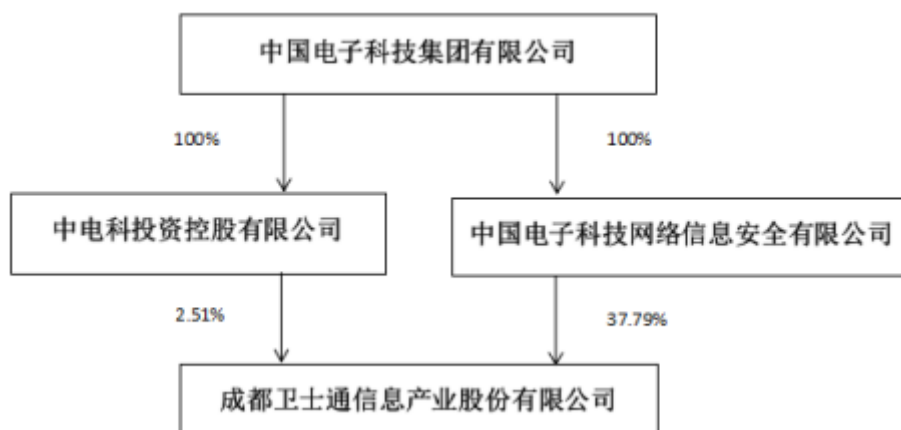 中国电子科技集团有限公司
100%
100%
中电科投资控股有限公司
中国电子科技网络信息安全有限公司
2.51%
37.79%
成都卫士通信息产业股份有限公司